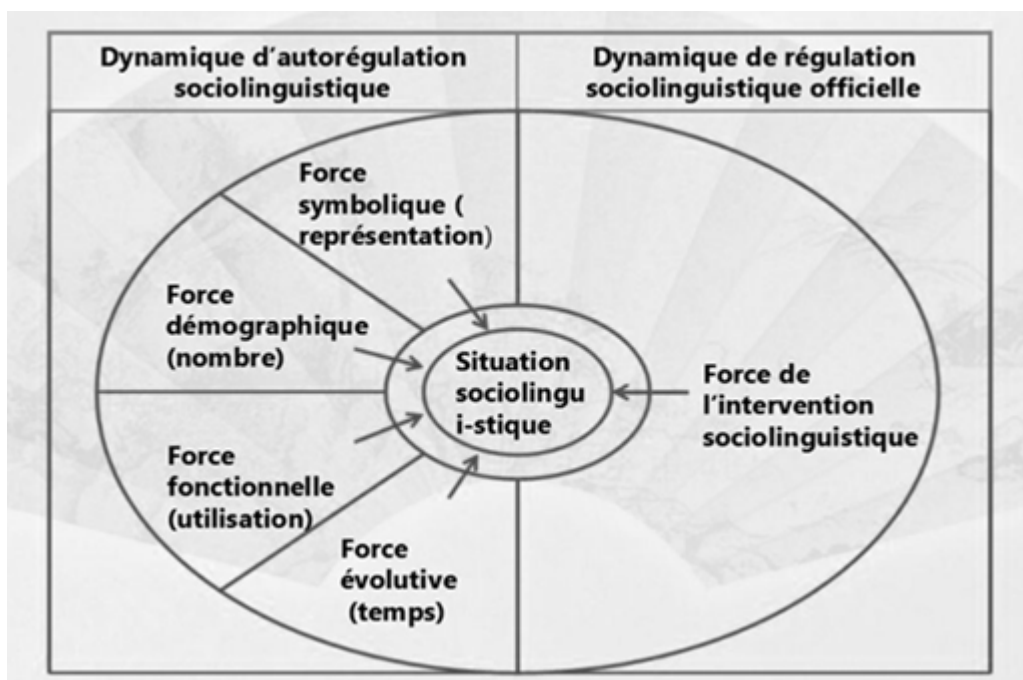 Dynamique d'autorégulation
sociolinguistique
Dynamique de régulation
sociolinguistique officielle
Force
symbolique (
représentation)
Force
démographique
(nombre)
Situation
sociolingu
i-stique
Force de
l'intervention
sociolinguistique
Force
fonctionnelle
(utilisation)
Force
évolutive
(temps)